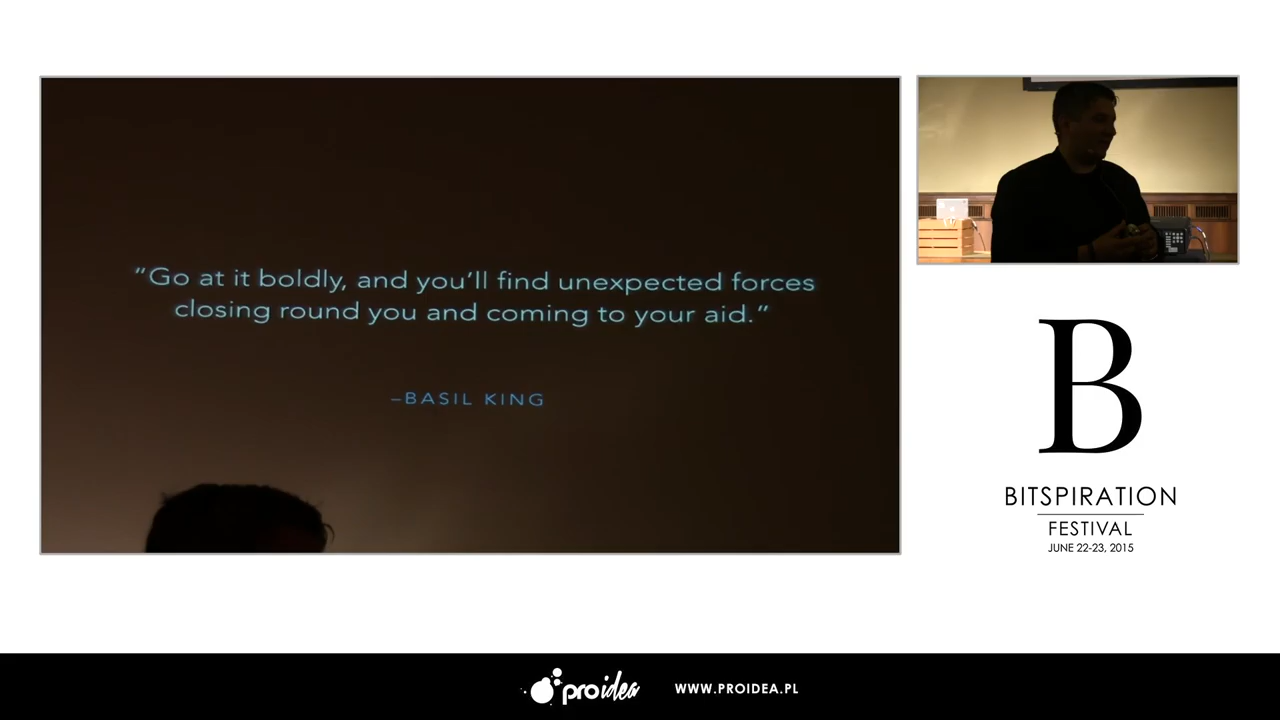 “Go at it boldly, and you’ll find unexpected forces
closing round you and coming to your aid.”
–BASIL KING
B
BITSPIRATION
FESTIVAL
JUNE 22-23, 2015
proidea
WWW.PROIDEA.PL